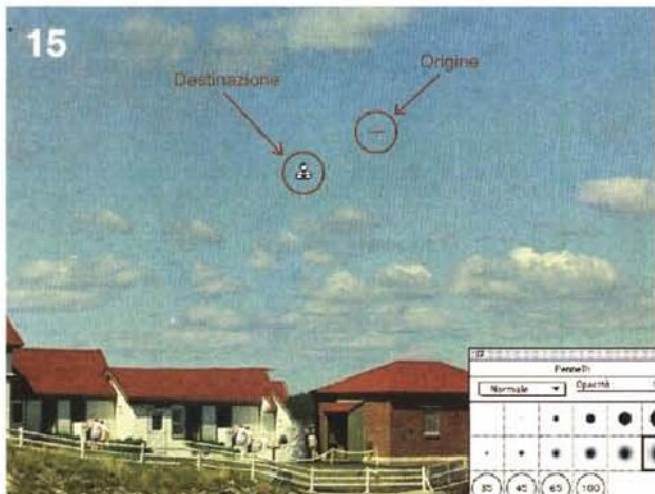 15
Origine
Destinazione
Pennelli
Normale
Opacità
35 45 65 100